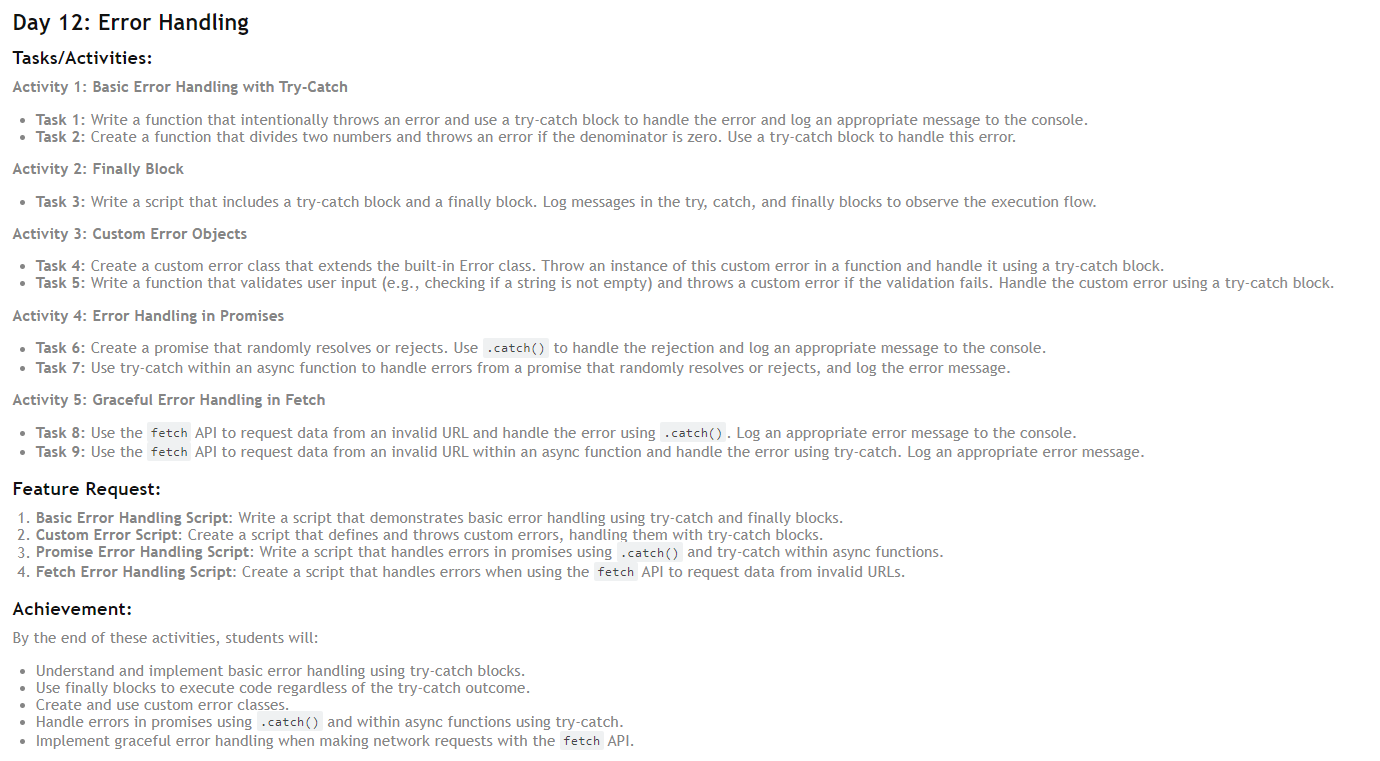 Day 12: Error Handling
Tasks/Activities:
Activity 1: Basic Error Handling with Try-Catch
• Task 1: Write a function that intentionally throws an error and use a try-catch block to handle the error and log an appropriate message to the console.
• Task 2: Create a function that divides two numbers and throws an error if the denominator is zero. Use a try-catch block to handle this error.
Activity 2: Finally Block
• Task 3: Write a script that includes a try-catch block and a finally block. Log messages in the try, catch, and finally blocks to observe the execution flow.
Activity 3: Custom Error Objects
• Task 4: Create a custom error class that extends the built-in Error class. Throw an instance of this custom error in a function and handle it using a try-catch block.
• Task 5: Write a function that validates user input (e.g., checking if a string is not empty) and throws a custom error if the validation fails. Handle the custom error using a try-catch block.
Activity 4: Error Handling in Promises
• Task 6: Create a promise that randomly resolves or rejects. Use .catch() to handle the rejection and log an appropriate message to the console.
• Task 7: Use try-catch within an async function to handle errors from a promise that randomly resolves or rejects, and log the error message.
Activity 5: Graceful Error Handling in Fetch
• Task 8: Use the fetch API to request data from an invalid URL and handle the error using .catch(). Log an appropriate error message to the console.
• Task 9: Use the fetch API to request data from an invalid URL within an async function and handle the error using try-catch. Log an appropriate error message.
Feature Request:
1. Basic Error Handling Script: Write a script that demonstrates basic error handling using try-catch and finally blocks.
2. Custom Error Script: Create a script that defines and throws custom errors, handling them with try-catch blocks.
3. Promise Error Handling Script: Write a script that handles errors in promises using .catch() and try-catch within async functions.
4. Fetch Error Handling Script: Create a script that handles errors when using the fetch API to request data from invalid URLs.
Achievement:
By the end of these activities, students will:
• Understand and implement basic error handling using try-catch blocks.
• Use finally blocks to execute code regardless of the try-catch outcome.
• Create and use custom error classes.
• Handle errors in promises using .catch() and within async functions using try-catch.
• Implement graceful error handling when making network requests with the fetch API.